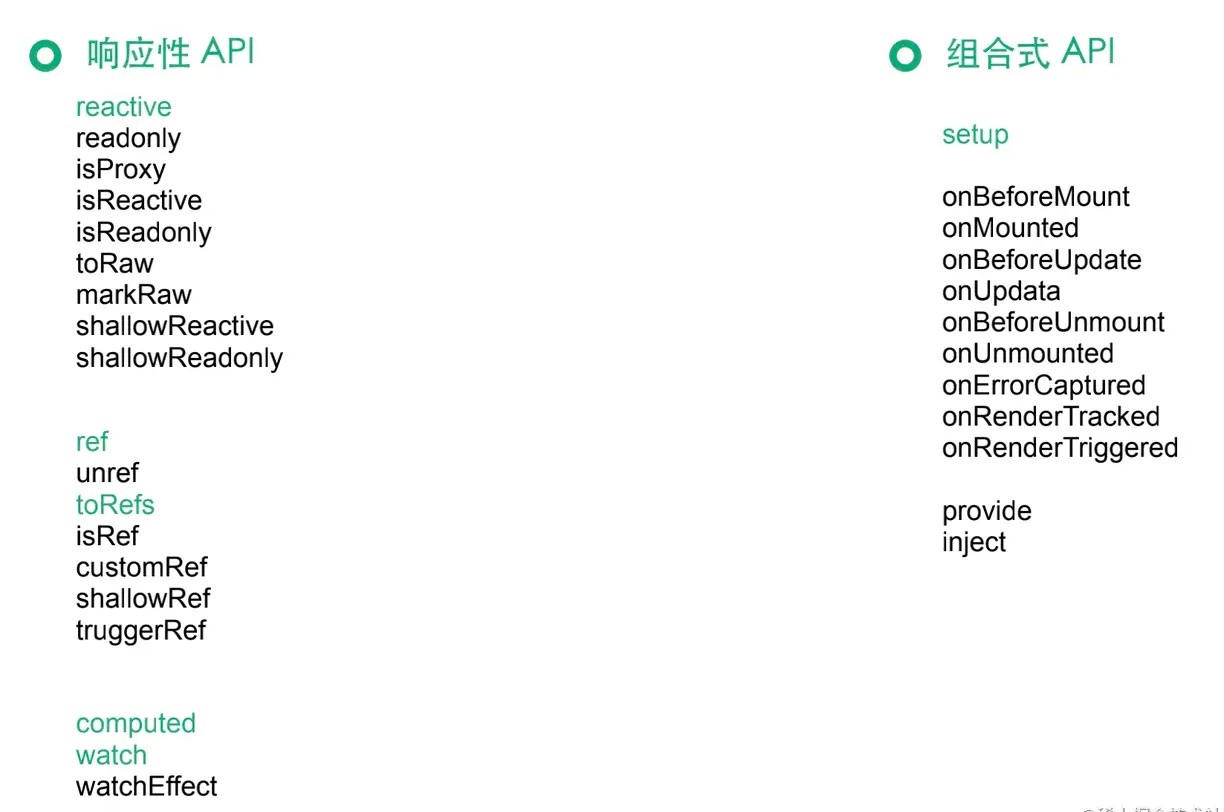 响应性 API
reactive
readonly
isProxy
isReactive
isReadonly
toRaw
markRaw
shallowReactive
shallowReadonly
ref
unref
toRefs
isRef
customRef
shallowRef
truggerRef
computed
watch
watchEffect
组合式 API
setup
onBeforeMount
onMounted
onBeforeUpdate
onUpdata
onBeforeUnmount
onUnmounted
onErrorCaptured
onRenderTracked
onRenderTriggered
provide
inject